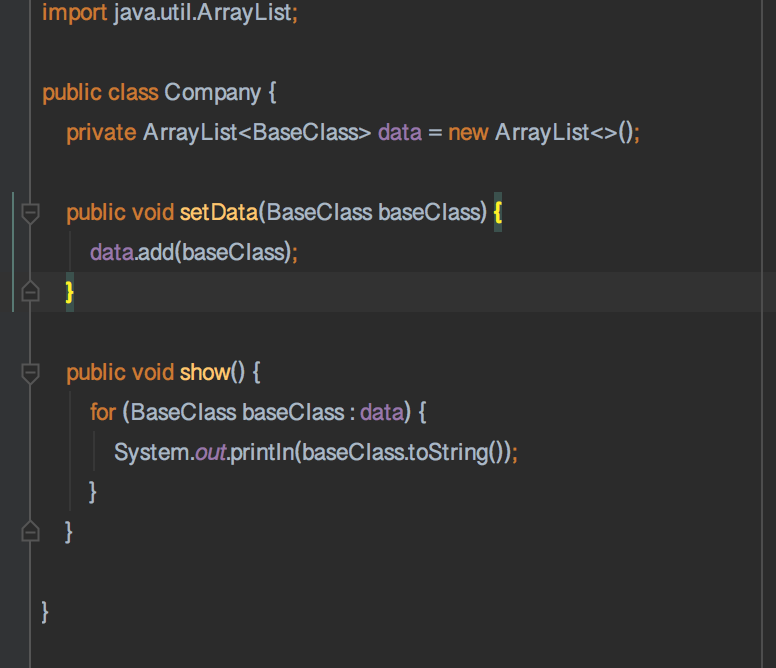 import java.util.ArrayList;
public class Company {
private ArrayList<BaseClass> data = new ArrayList<>();
public void setData(BaseClass baseClass) {
data.add(baseClass);
}
public void show() {
for (BaseClass baseClass : data) {
System.out.println(baseClass.toString());
}
}
}